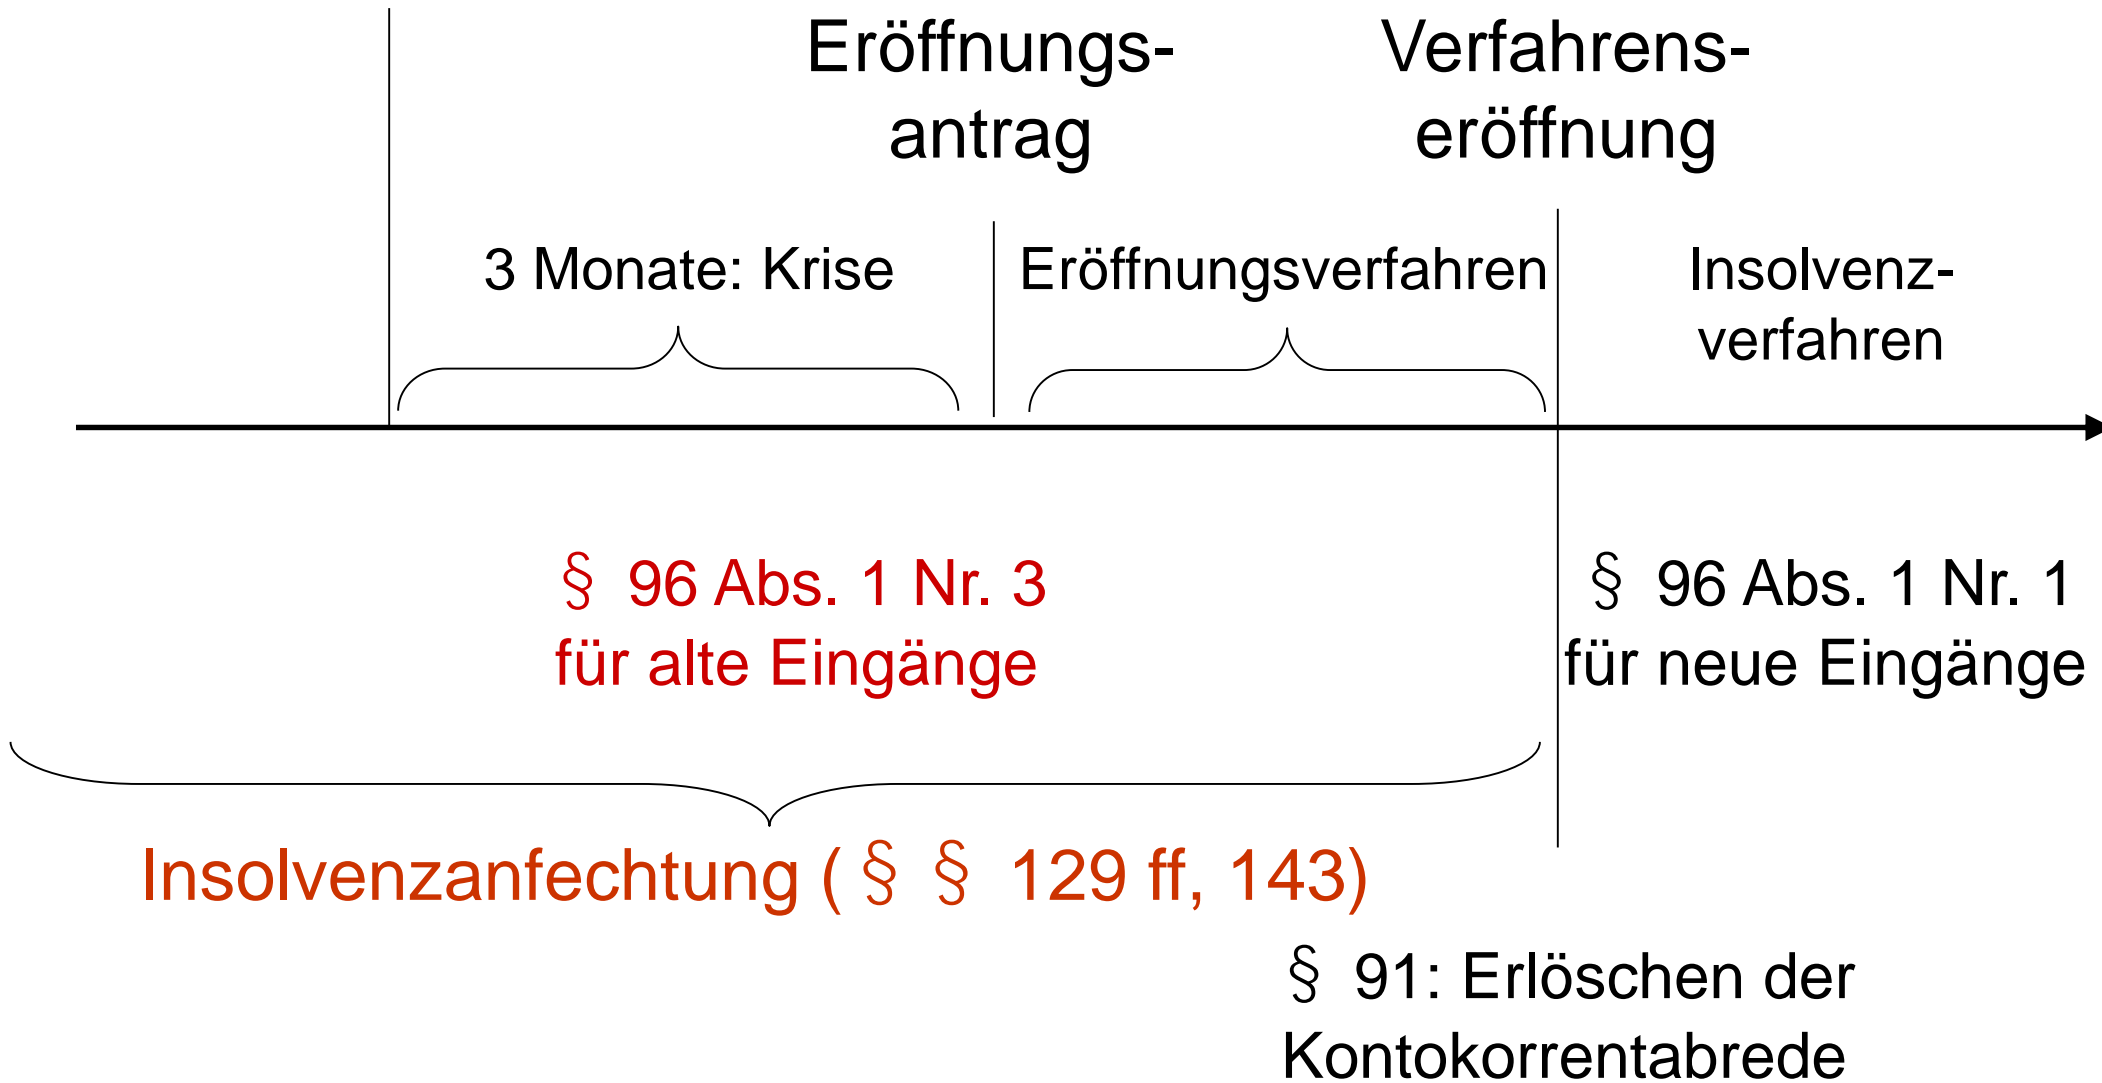 Eröffnungs-
antrag
Verfahrens-
eröffnung
3 Monate: Krise
Eröffnungsverfahren
Insolvenz-
verfahren
§ 96 Abs. 1 Nr. 3
für alte Eingänge
§ 96 Abs. 1 Nr. 1
für neue Eingänge
Insolvenzanfechtung (§ § 129 ff, 143)
§ 91: Erlöschen der
Kontokorrentabrede